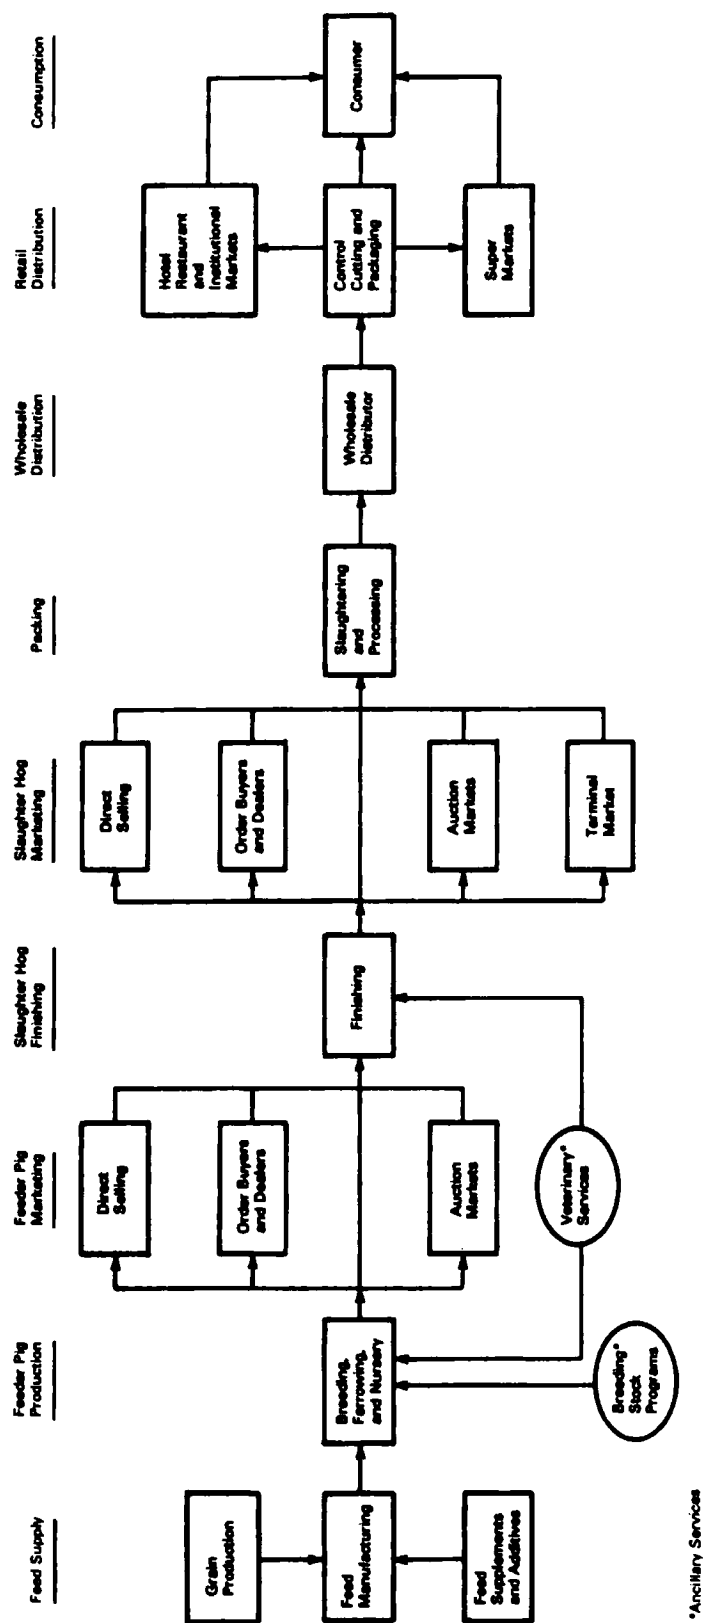 Feed Supply
Feeder Pig
Production
Feeder Pig
Marketing
Slaughter Hog
Finishing
Slaughter Hog
Marketing
Packing
Wholesale
Distribution
Retail
Distribution
Consumption
Grain
Production
Feed
Manufacturing
Feed
Supplements
and Additives
Breeding,
Farrowing,
and Nursery
Breeding*
Stock
Programs
Direct
Selling
Order Buyers
and Dealers
Auction
Markets
Veterinary*
Services
Finishing
Direct
Selling
Order Buyers
and Dealers
Auction
Markets
Terminal
Market
Slaughtering
and
Processing
Wholesale
Distributor
Hotel
Restaurant
and
Institutional
Markets
Control
Cutting and
Packaging
Super
Markets
Consumer
*Ancillary Services